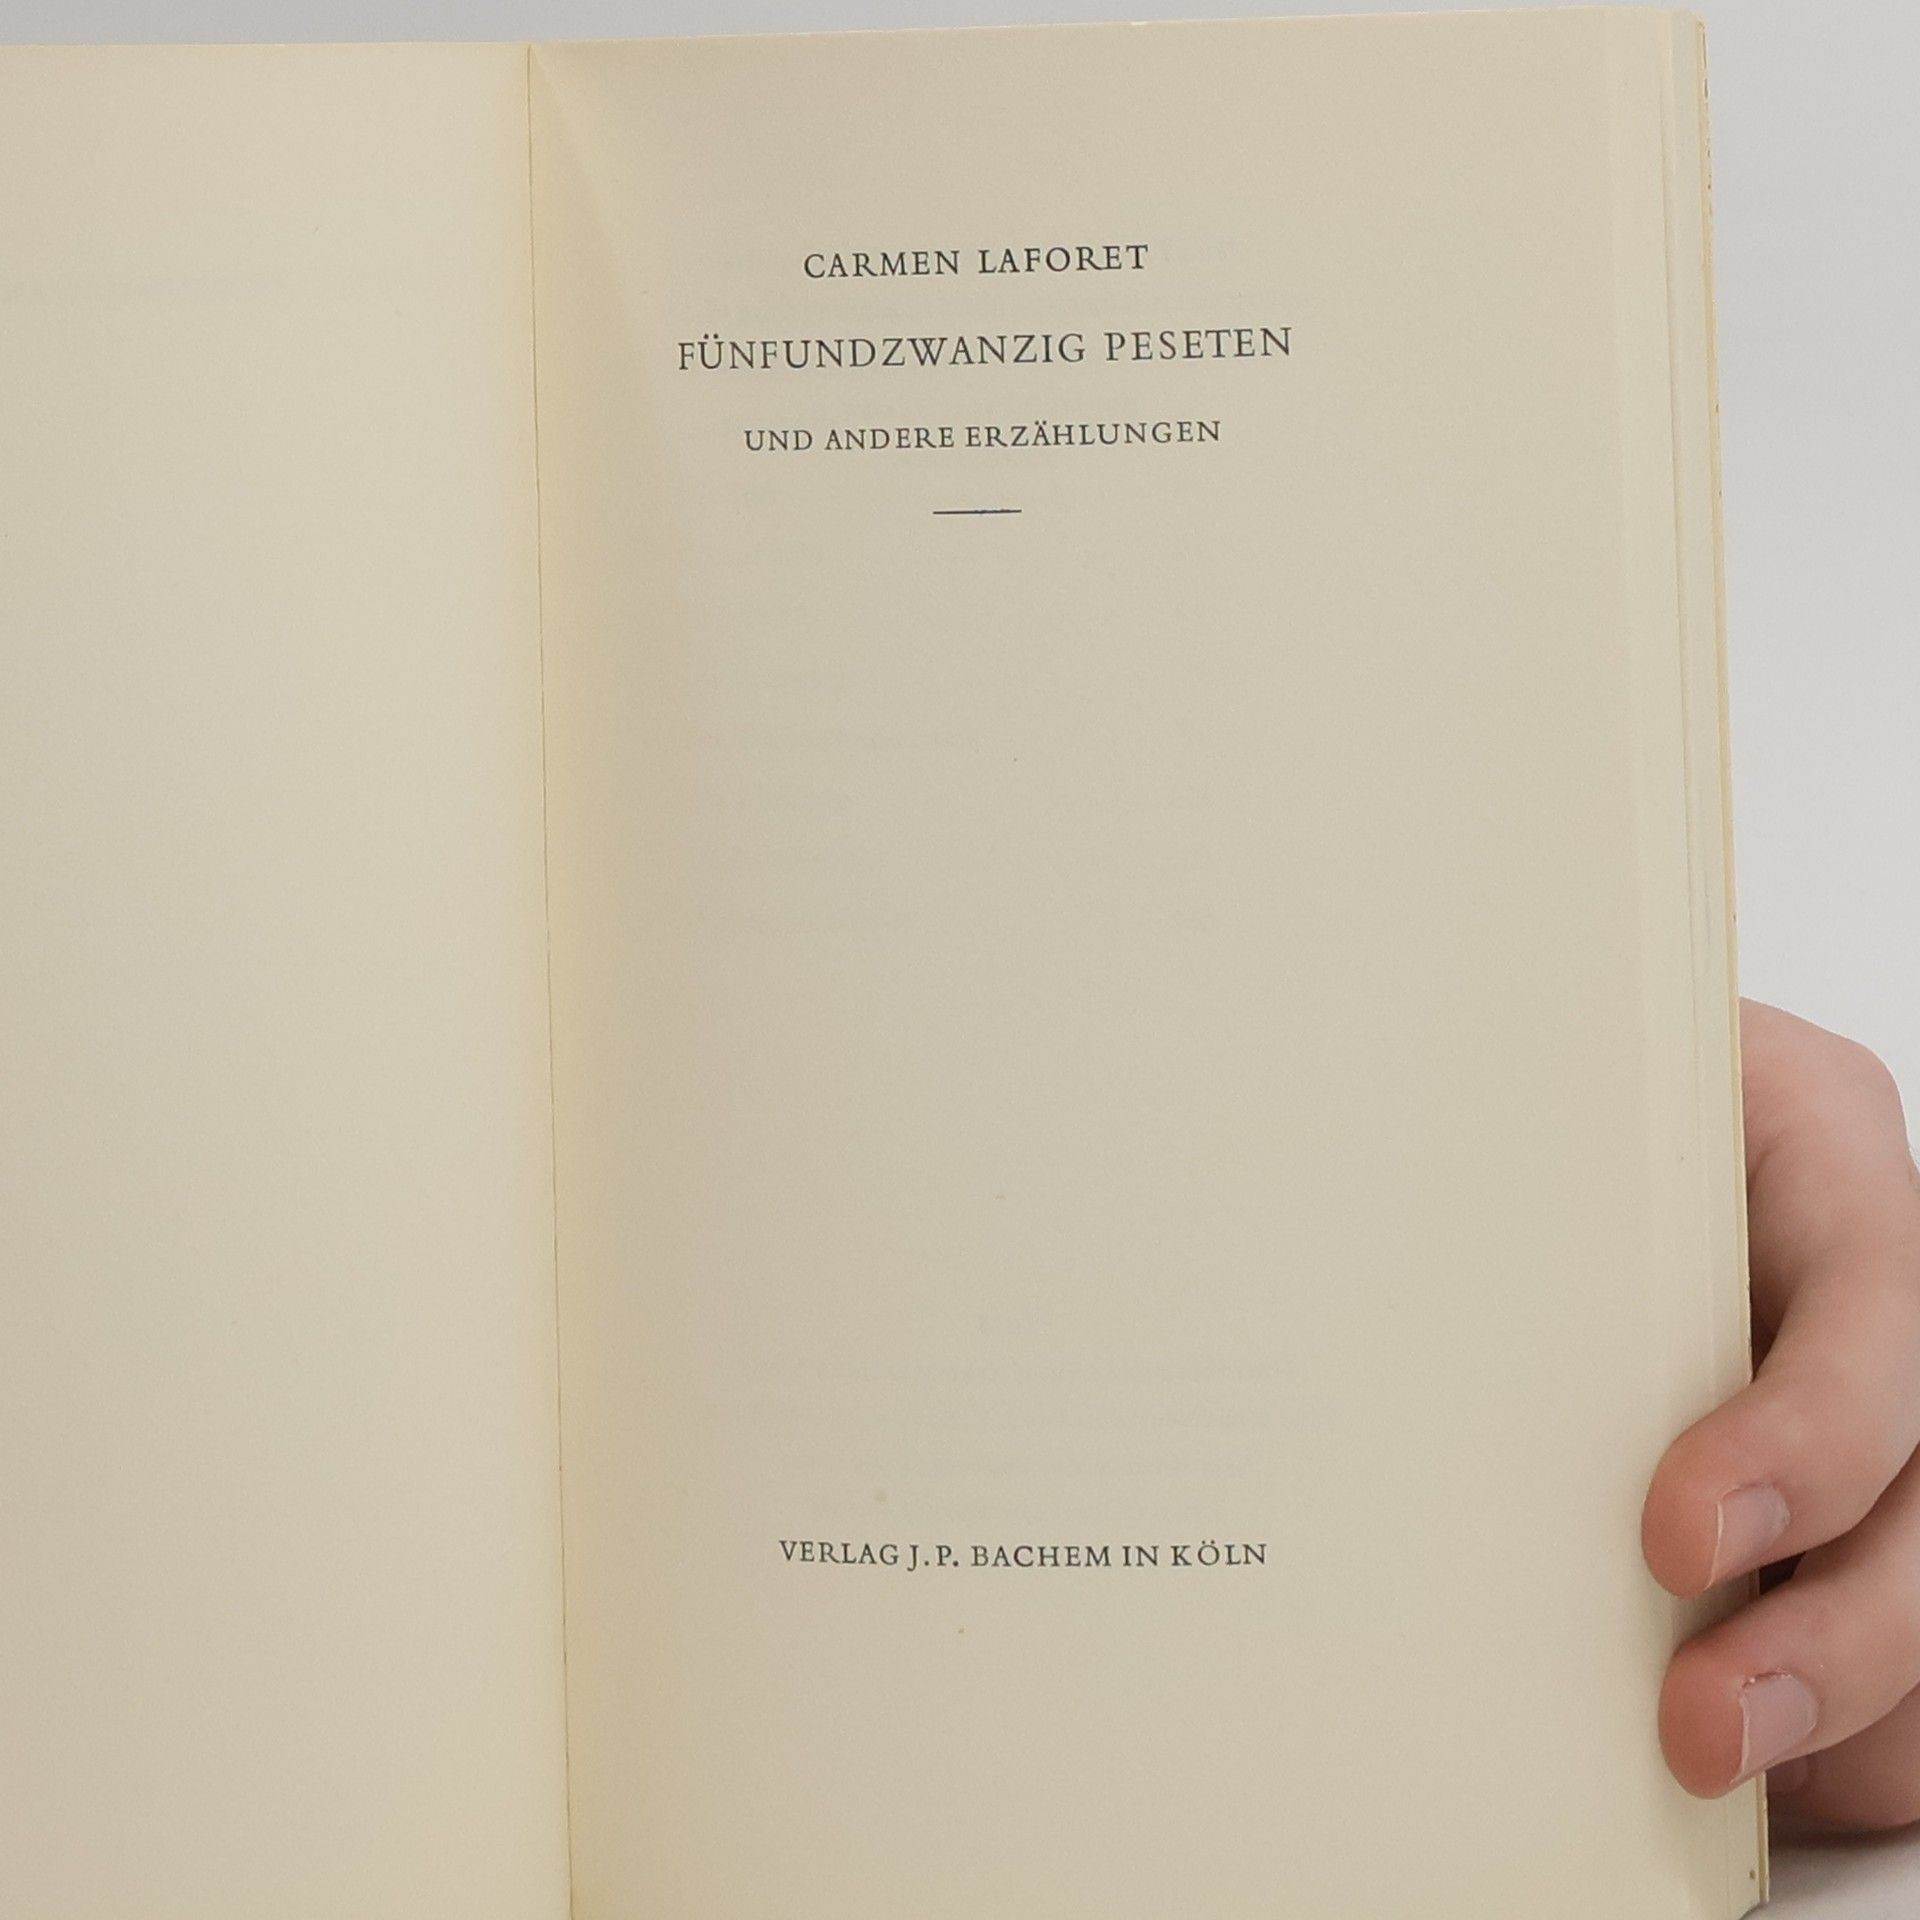 CARMEN LAFORET
FÜNFUNDZWANZIG PESETEN
UND ANDERE ERZÄHLUNGEN
VERLAG J. P. BACHEM IN KÖLN